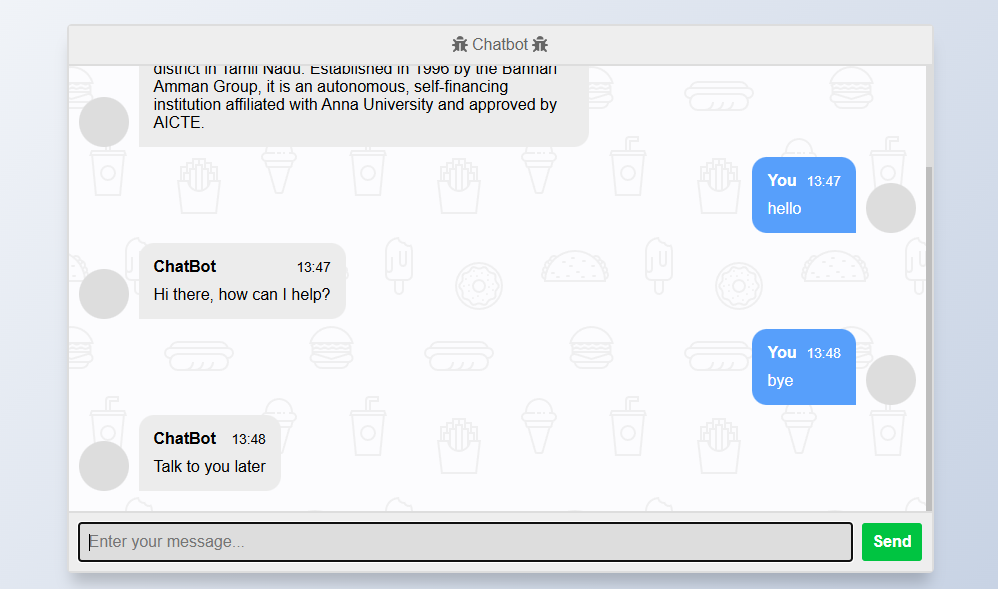 Chatbot
district in Tamil Nadu. Established in 1996 by the Bannari
Amman Group, it is an autonomous, self-financing
institution affiliated with Anna University and approved by
AICTE.
You 13:47
hello
ChatBot 13:47
Hi there, how can I help?
You 13:48
bye
ChatBot 13:48
Talk to you later
Enter your message...
Send